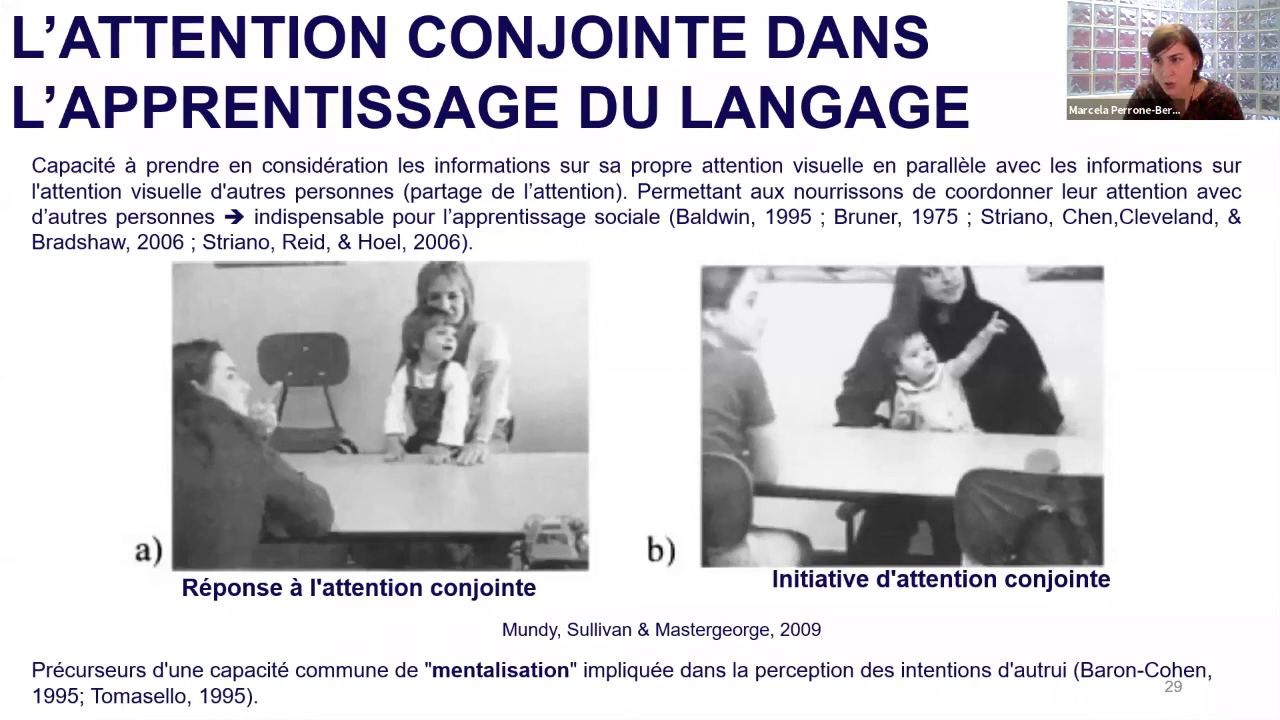 L’ATTENTION CONJOINTE DANS
L’APPRENTISSAGE DU LANGAGE
Marcela Perrone-Ber...
Capacité à prendre en considération les informations sur sa propre attention visuelle en parallèle avec les informations sur
l'attention visuelle d'autres personnes (partage de l’attention). Permettant aux nourrissons de coordonner leur attention avec
d’autres personnes ➔ indispensable pour l’apprentissage sociale (Baldwin, 1995 ; Bruner, 1975 ; Striano, Chen,Cleveland, &
Bradshaw, 2006 ; Striano, Reid, & Hoel, 2006).
a)
b)
Réponse à l'attention conjointe
Initiative d'attention conjointe
Mundy, Sullivan & Mastergeorge, 2009
Précurseurs d'une capacité commune de "mentalisation" impliquée dans la perception des intentions d'autrui (Baron-Cohen,
1995; Tomasello, 1995).
29